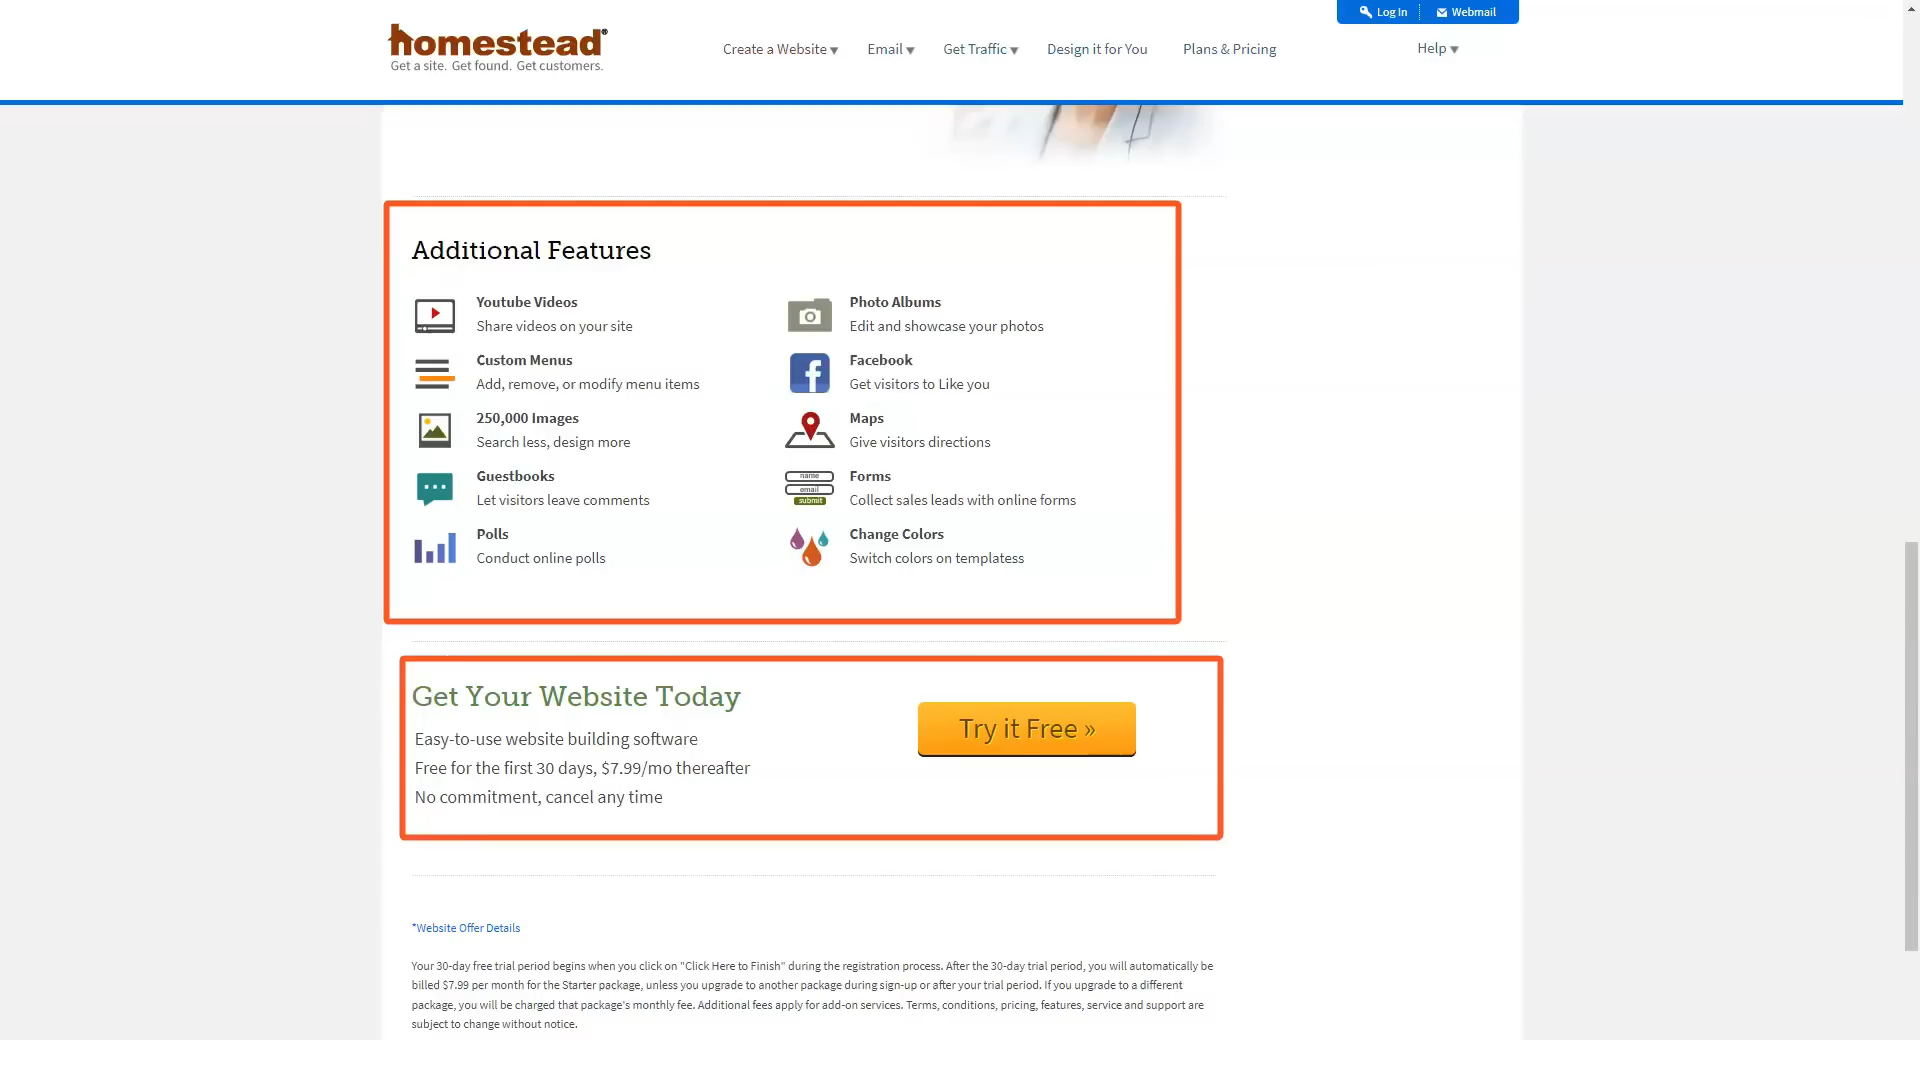 Log In
Webmail
homestead®
Get a site. Get found. Get customers.
Create a Website
Email
Get Traffic
Design it for You
Plans & Pricing
Help
Additional Features
Youtube Videos
Share videos on your site
Photo Albums
Edit and showcase your photos
Custom Menus
Add, remove, or modify menu items
Facebook
Get visitors to Like you
250,000 Images
Search less, design more
Maps
Give visitors directions
Guestbooks
Let visitors leave comments
name
email
submit
Forms
Collect sales leads with online forms
Polls
Conduct online polls
Change Colors
Switch colors on templatess
Get Your Website Today
Easy-to-use website building software
Free for the first 30 days, $7.99/mo thereafter
No commitment, cancel any time
Try it Free »
*Website Offer Details
Your 30-day free trial period begins when you click on "Click Here to Finish" during the registration process. After the 30-day trial period, you will automatically be
billed $7.99 per month for the Starter package, unless you upgrade to another package during sign-up or after your trial period. If you upgrade to a different
package, you will be charged that package's monthly fee. Additional fees apply for add-on services. Terms, conditions, pricing, features, service and support are
subject to change without notice.